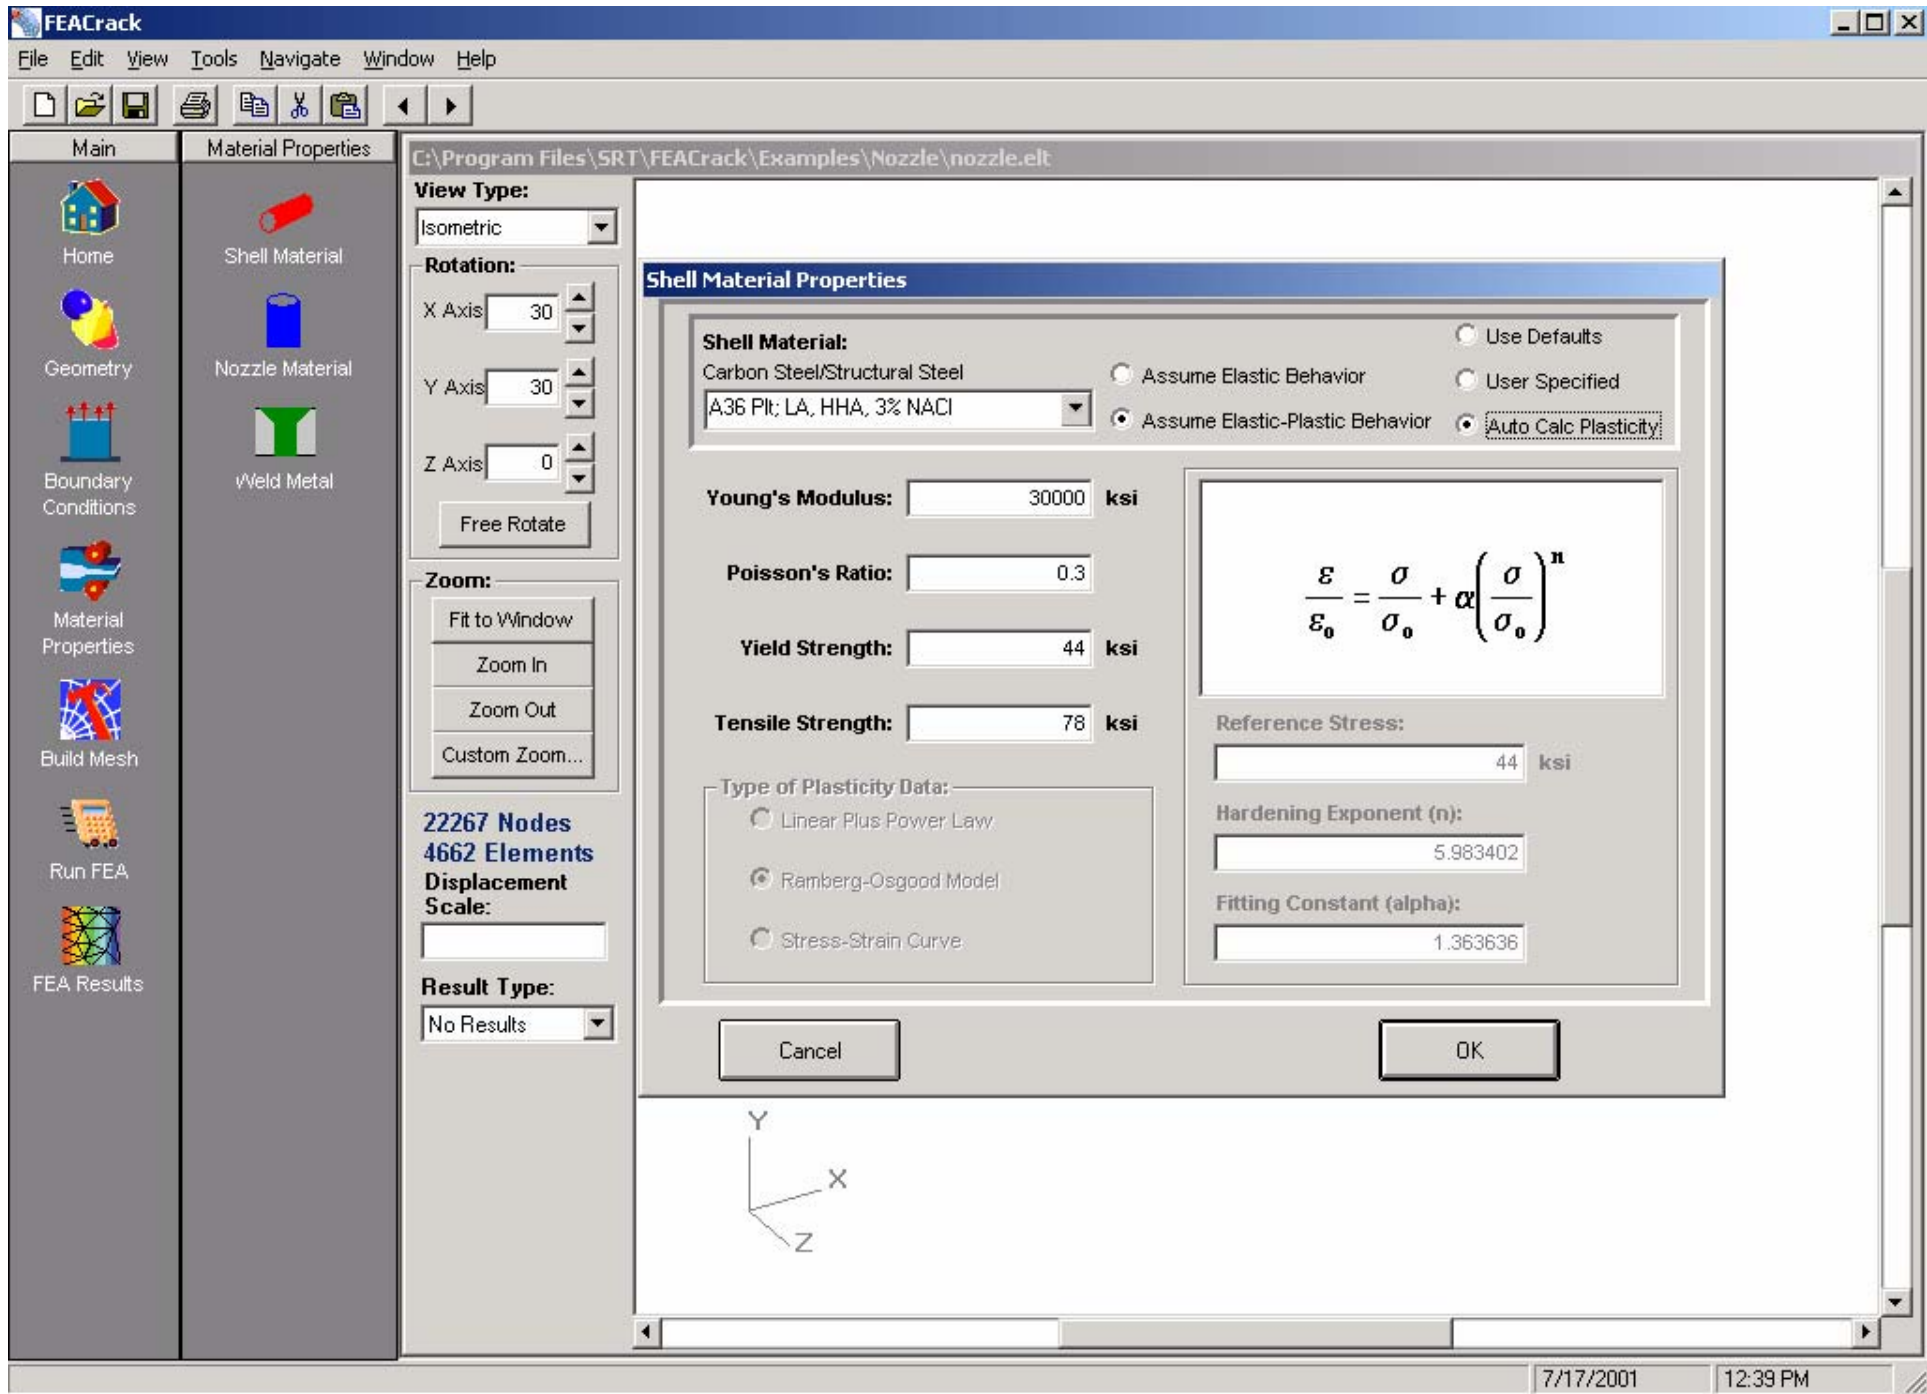 FEACrack
File Edit View Tools Navigate Window Help
Main
Home
Geometry
Boundary
Conditions
Material
Properties
Build Mesh
Run FEA
FEA Results
Material Properties
Shell Material
Nozzle Material
Weld Metal
C:\Program Files\SRT\FEACrack\Examples\Nozzle\nozzle.elt
View Type:
Isometric
Rotation:
X Axis 30
Y Axis 30
Z Axis 0
Free Rotate
Zoom:
Fit to Window
Zoom In
Zoom Out
Custom Zoom...
22267 Nodes
4662 Elements
Displacement
Scale:
Result Type:
No Results
Shell Material Properties
Shell Material:
Carbon Steel/Structural Steel
A36 Plt; LA, HHA, 3% NACl
Assume Elastic Behavior
Assume Elastic-Plastic Behavior
Use Defaults
User Specified
Auto Calc Plasticity
Young's Modulus: 30000 ksi
Poisson's Ratio: 0.3
Yield Strength: 44 ksi
Tensile Strength: 78 ksi
Type of Plasticity Data:
Linear Plus Power Law
Ramberg-Osgood Model
Stress-Strain Curve
ε/ε₀ = σ/σ₀ + α(σ/σ₀)ⁿ
Reference Stress:
44 ksi
Hardening Exponent (n):
5.983402
Fitting Constant (alpha):
1.363636
Cancel
OK
Y
X
Z
7/17/2001 12:39 PM